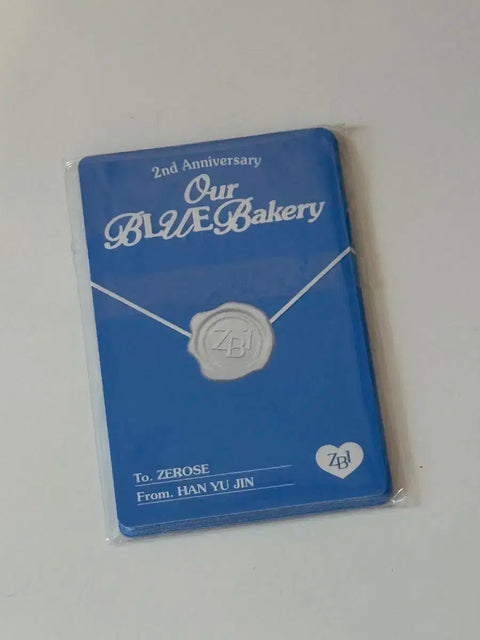 2nd Anniversary
Our
BLUE Bakery
ZB1
To. ZEROSE
From. HAN YU JIN
ZB1